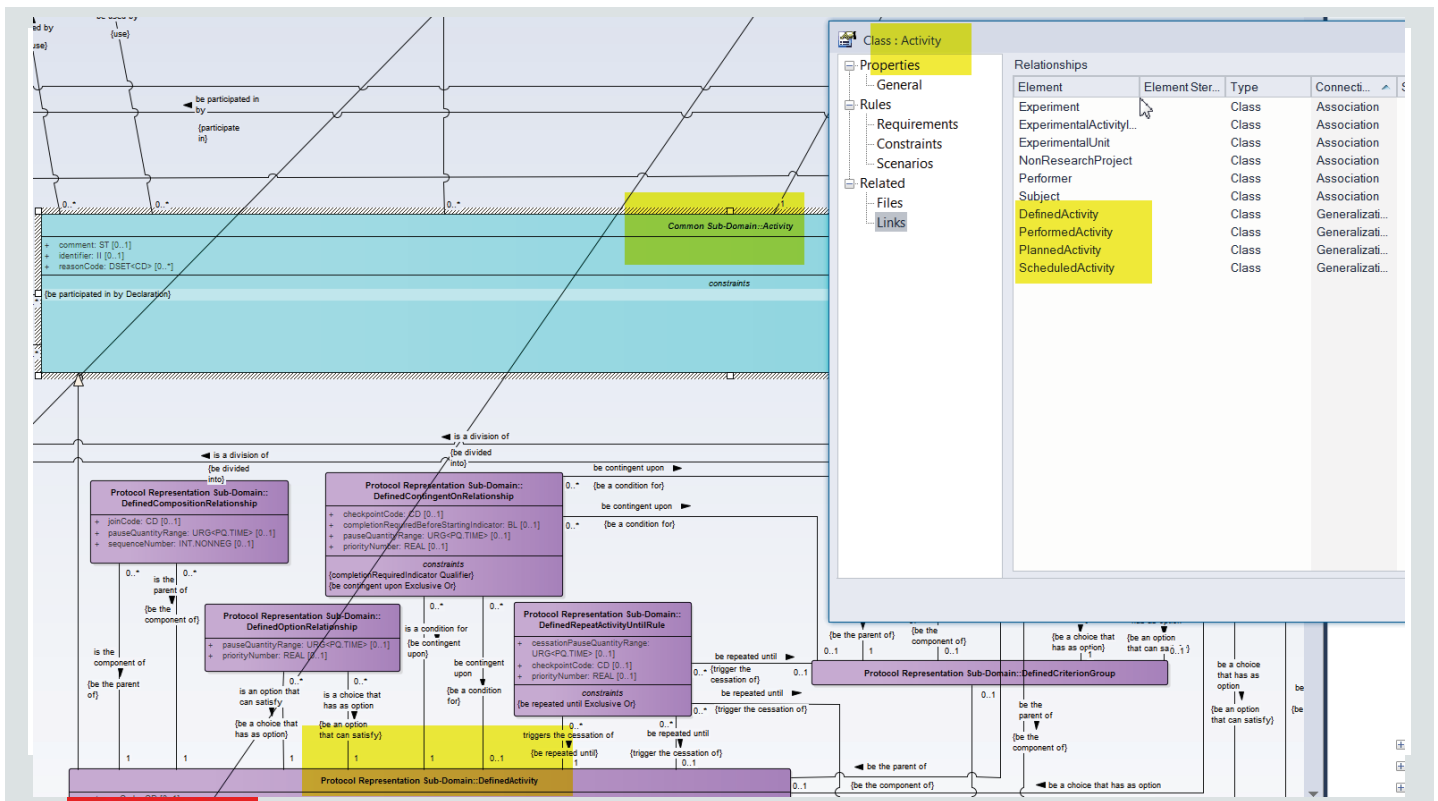 be used by
ed by
{use}
use}
be participated in
by
{participate
in}
0..*
0..*
0..*
1
Common Sub-Domain::Activity
+ comment: ST [0..1]
+ identifier: II [0..1]
+ reasonCode: DSET<CD> [0..*]
constraints
{be participated in by Declaration}
Class : Activity
Properties
General
Rules
Requirements
Constraints
Scenarios
Related
Files
Links
Relationships
Element Element Ster... Type Connecti...
Experiment Class Association
ExperimentalActivityI... Class Association
ExperimentalUnit Class Association
NonResearchProject Class Association
Performer Class Association
Subject Class Association
DefinedActivity Class Generalizati...
PerformedActivity Class Generalizati...
PlannedActivity Class Generalizati...
ScheduledActivity Class Generalizati...
is a division of
{be divided
into}
is a division of
{be divided
into}
be contingent upon
0..* {be a condition for}
be contingent upon
0..* {be a condition for}
Protocol Representation Sub-Domain::
DefinedCompositionRelationship
+ joinCode: CD [0..1]
+ pauseQuantityRange: URG<PQ.TIME> [0..1]
+ sequenceNumber: INT.NONNEG [0..1]
Protocol Representation Sub-Domain::
DefinedContingentOnRelationship
+ checkpointCode: CD [0..1]
+ completionRequiredBeforeStartingIndicator: BL [0..1]
+ pauseQuantityRange: URG<PQ.TIME> [0..1]
+ priorityNumber: REAL [0..1]
constraints
{completionRequiredIndicator Qualifier}
{be contingent upon Exclusive Or}
0..*
0..*
is the
parent of
{be the
component of}
is the
component of
{be the parent
of}
Protocol Representation Sub-Domain::
DefinedOptionRelationship
+ pauseQuantityRange: URG<PQ.TIME> [0..1]
+ priorityNumber: REAL [0..1]
0..*
0..*
is a condition for
{be contingent
upon}
be contingent
upon
{be a condition
for}
Protocol Representation Sub-Domain::
DefinedRepeatActivityUntilRule
+ cessationPauseQuantityRange:
URG<PQ.TIME> [0..1]
+ checkpointCode: CD [0..1]
+ priorityNumber: REAL [0..1]
constraints
{be repeated until Exclusive Or}
be repeated until
0..* {trigger the
cessation of}
0..1
be repeated until
0..* {trigger the cessation of}
{be the parent of}
{be the
component of}
0..1
1
0..1
{be a choice that
has as option}
1
{be an option
that can satisfy}
0..1
Protocol Representation Sub-Domain::DefinedCriterionGroup
0..1
be the
parent of
{be the
component of}
be a choice
that has as
option
{be an option
that can satisfy}
be
{be
0..*
0..*
is an option that
can satisfy
{be a choice that
has as option}
is a choice that
has as option
{be an option
that can satisfy}
0..*
triggers the cessation of
{be repeated until}
1
0..*
be repeated until
{trigger the cessation of}
0..1
1
1
1
1
1
0..1
Protocol Representation Sub-Domain::DefinedActivity
0..1
be the parent of
{be the component of}
be a choice that has as option